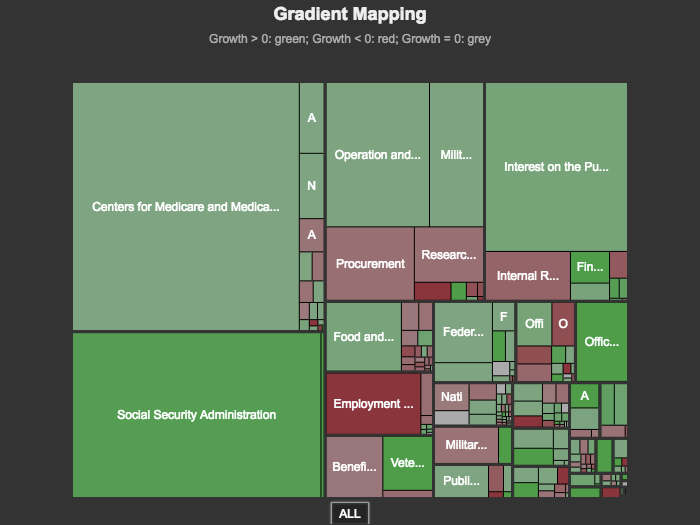 Gradient Mapping
Growth > 0: green; Growth < 0: red; Growth = 0: grey
A
Operation and...
Milit...
Interest on the Pu...
N
Centers for Medicare and Medica...
A
Procurement
Researc...
Internal R...
Fin...
Food and...
Feder...
F
Offi
O
Offic...
Social Security Administration
Employment ...
Nati
A
Militar...
Benefi...
Vete...
Publi...
ALL